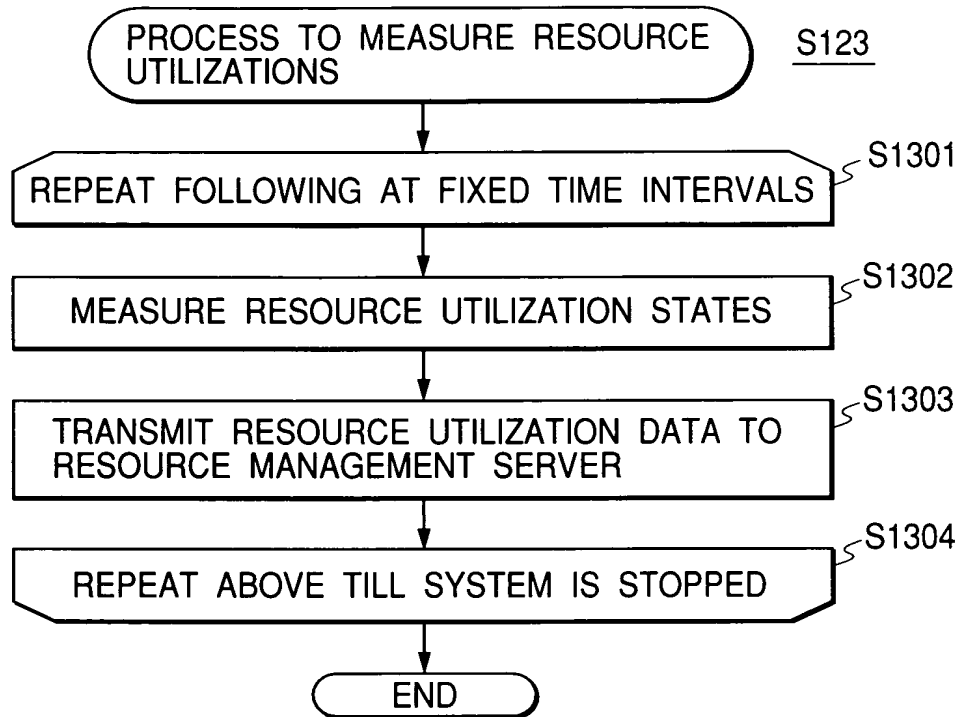 PROCESS TO MEASURE RESOURCE
UTILIZATIONS
S123
S1301
REPEAT FOLLOWING AT FIXED TIME INTERVALS
S1302
MEASURE RESOURCE UTILIZATION STATES
S1303
TRANSMIT RESOURCE UTILIZATION DATA TO
RESOURCE MANAGEMENT SERVER
S1304
REPEAT ABOVE TILL SYSTEM IS STOPPED
END